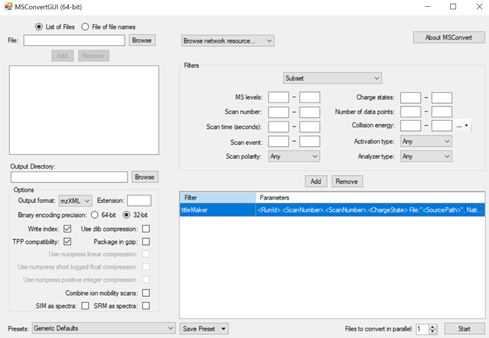 MSConvertGUI (64-bit)
List of Files File of file names
File: Browse Browse network resource... About MSConvert
Add Remove
Filters
Subset
MS levels: - Charge states: -
Scan number: - Number of data points: -
Scan time (seconds): - Collision energy: - ...
Scan event: - Activation type: Any
Scan polarity: Any Analyzer type: Any
Output Directory:
Browse
Add Remove
Options
Output format: mzXML Extension:
Binary encoding precision: 64-bit 32-bit
Write index: Use zlib compression:
TPP compatibility: Package in gzip:
Use numpress linear compression:
Use numpress short logged float compression:
Use numpress positive integer compression:
Combine ion mobility scans:
SIM as spectra: SRM as spectra:
Filter Parameters
titleMaker <RunId>.<ScanNumber>.<ScanNumber>.<ChargeState> File:"<SourcePath>", Nati...
Presets: Generic Defaults Save Preset Files to convert in parallel: 1 Start